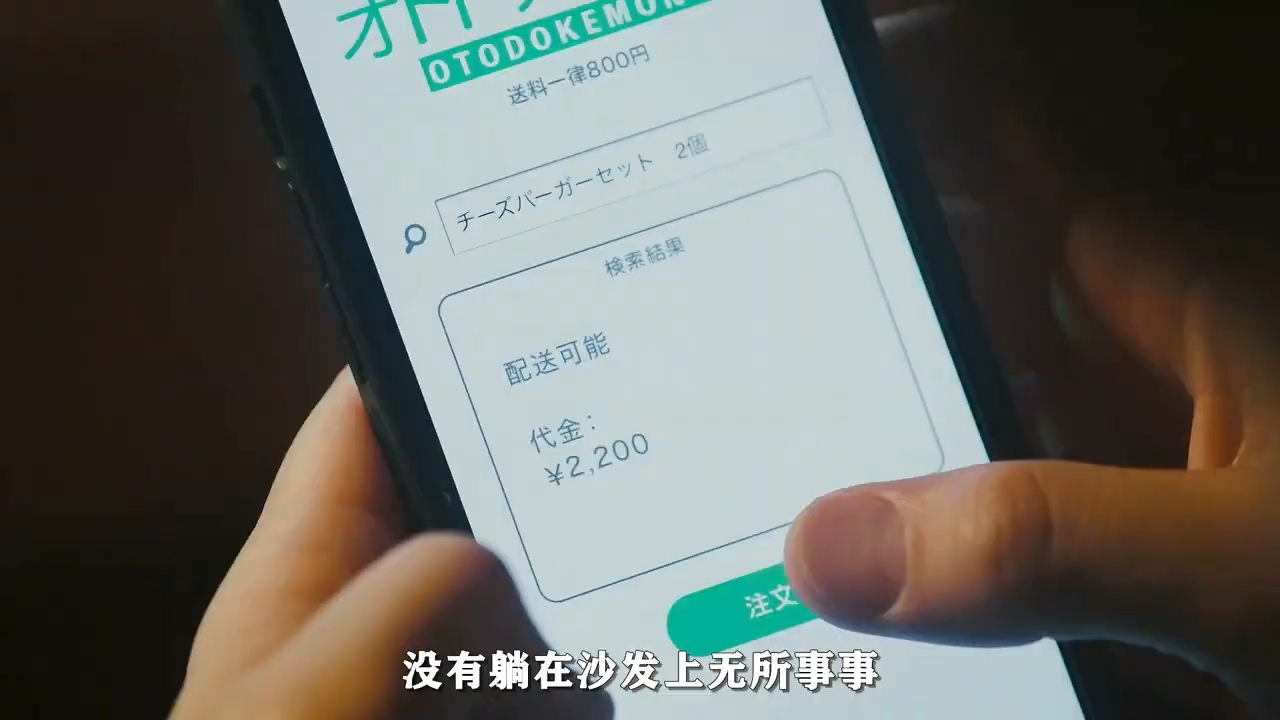 OTODOKEMON
送料一律800円
チーズバーガーセット 2個
検索結果
配送可能
代金:
¥2,200
注文
没有躺在沙发上无所事事